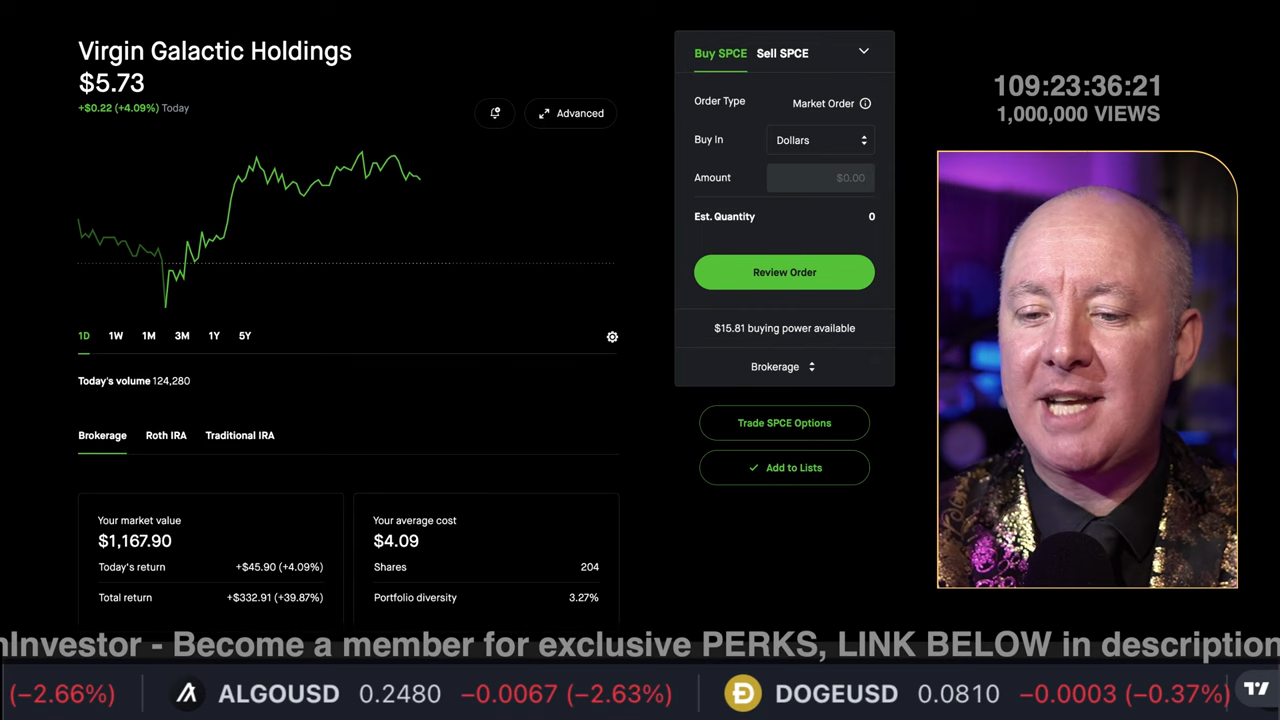 Virgin Galactic Holdings
$5.73
+$0.22 (+4.09%) Today
Advanced
1D 1W 1M 3M 1Y 5Y
Today's volume 124,280
Brokerage Roth IRA Traditional IRA
Your market value
$1,167.90
Today's return +$45.90 (+4.09%)
Total return +$332.91 (+39.87%)
Your average cost
$4.09
Shares 204
Portfolio diversity 3.27%
Buy SPCE Sell SPCE
Order Type Market Order
Buy In Dollars
Amount $0.00
Est. Quantity 0
Review Order
$15.81 buying power available
Brokerage
Trade SPCE Options
Add to Lists
109:23:36:21
1,000,000 VIEWS
nInvestor - Become a member for exclusive PERKS, LINK BELOW in description
(−2.66%) ALGOUSD 0.2480 −0.0067 (−2.63%) DOGEUSD 0.0810 −0.0003 (−0.37%)